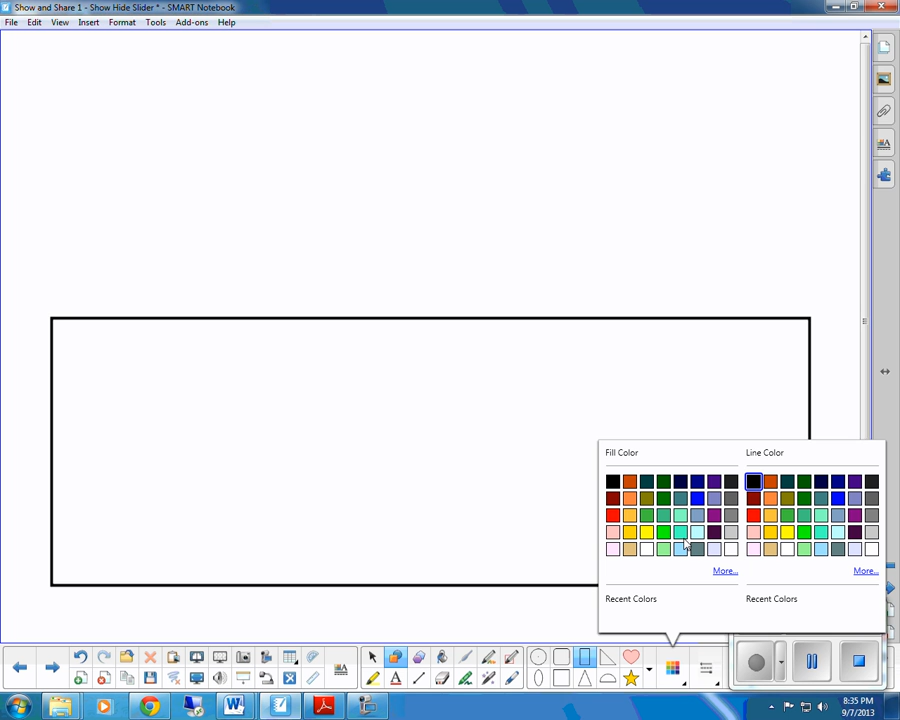 Show and Share 1 - Show Hide Slider * - SMART Notebook
File Edit View Insert Format Tools Add-ons Help
Fill Color Line Color
More... More...
Recent Colors Recent Colors
8:35 PM
9/7/2013